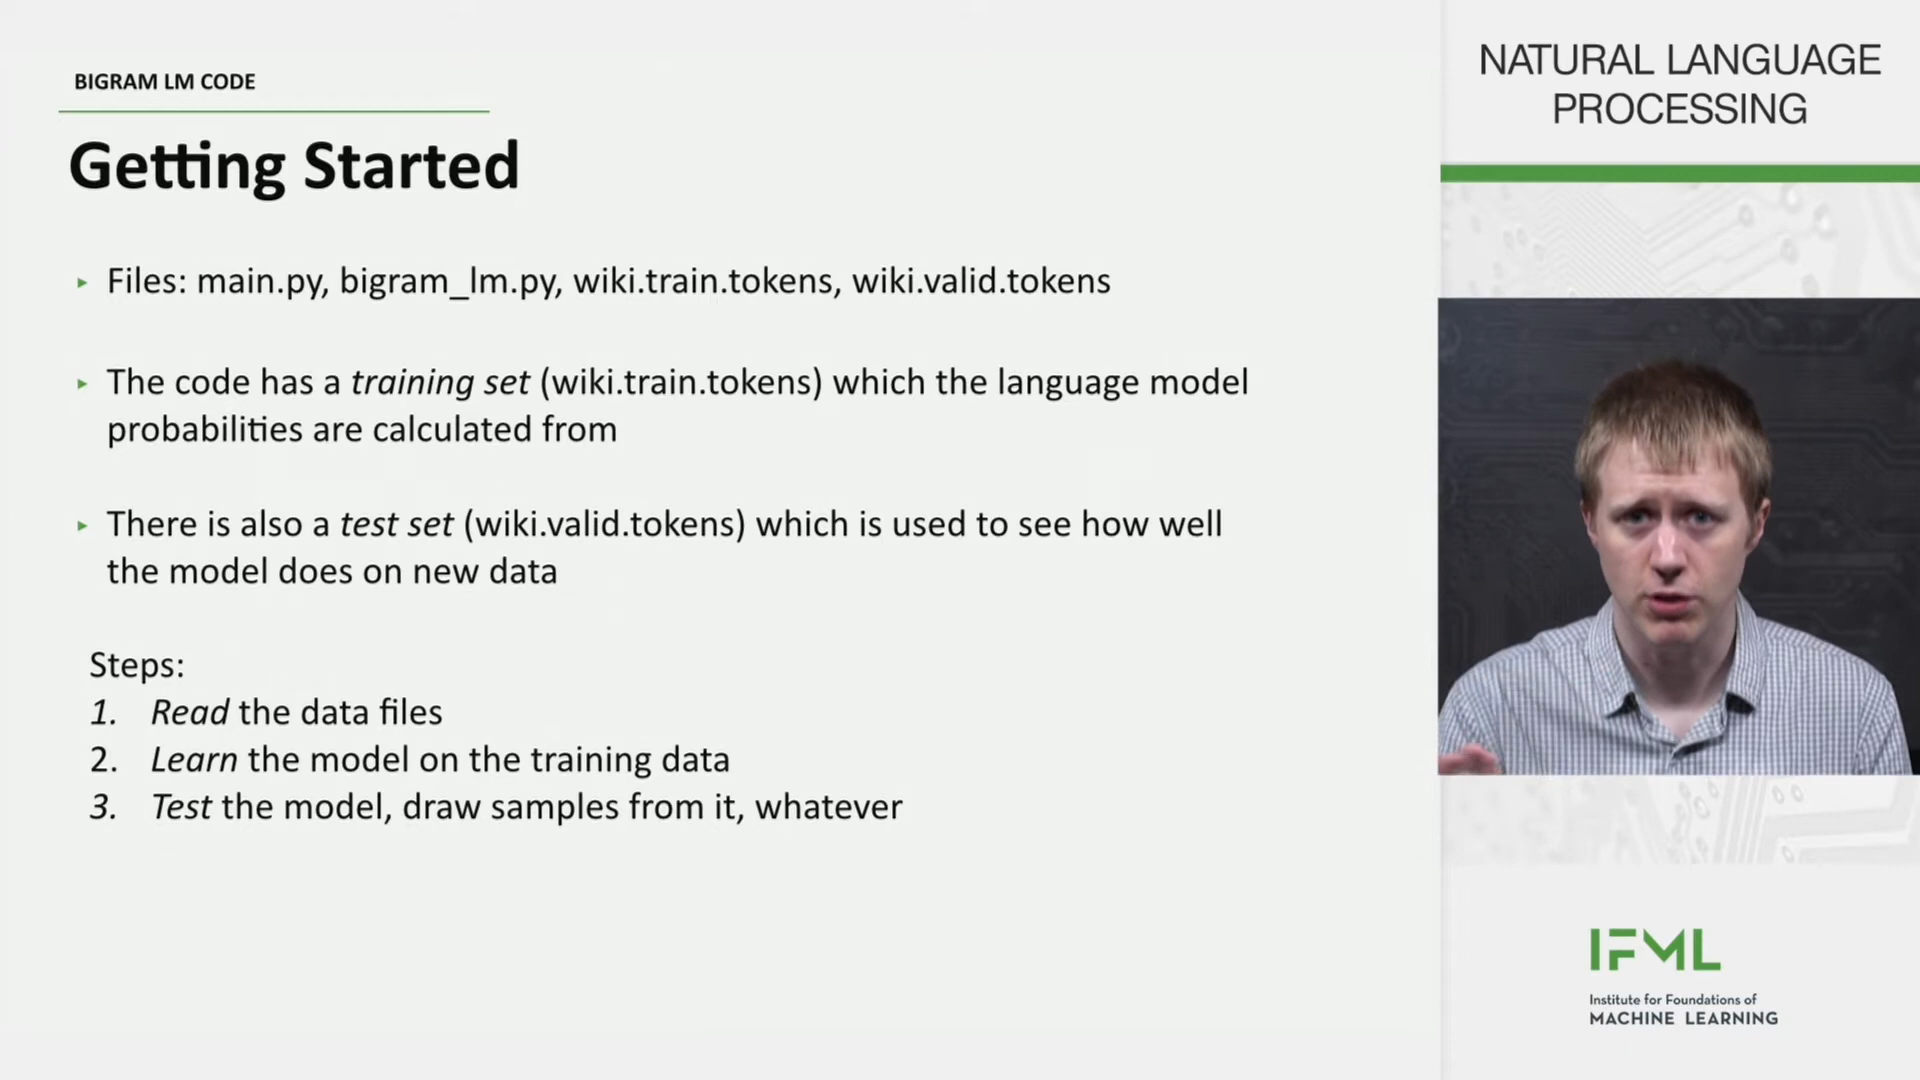 BIGRAM LM CODE
Getting Started
▸ Files: main.py, bigram_lm.py, wiki.train.tokens, wiki.valid.tokens
▸ The code has a training set (wiki.train.tokens) which the language model
probabilities are calculated from
▸ There is also a test set (wiki.valid.tokens) which is used to see how well
the model does on new data
Steps:
1. Read the data files
2. Learn the model on the training data
3. Test the model, draw samples from it, whatever
NATURAL LANGUAGE
PROCESSING
IFML
Institute for Foundations of
MACHINE LEARNING